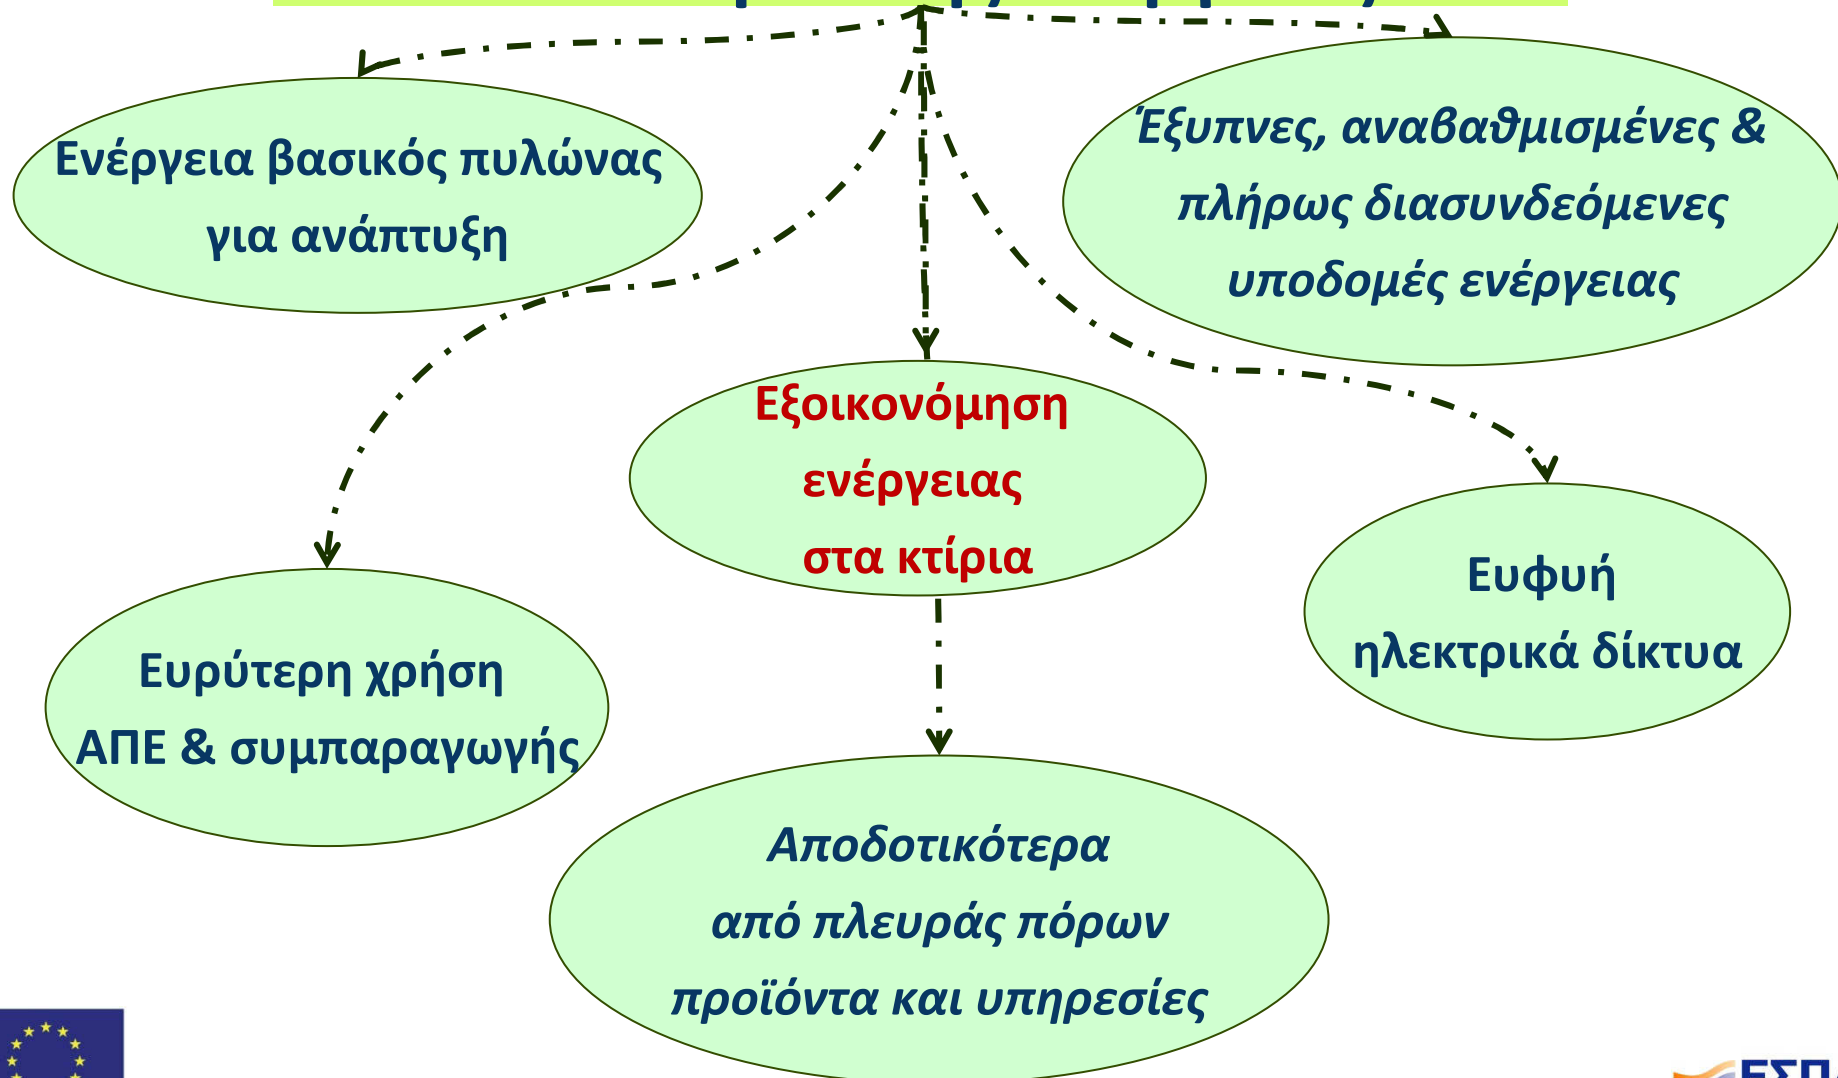 Ενέργεια βασικός πυλώνας
για ανάπτυξη
Έξυπνες, αναβαθμισμένες &
πλήρως διασυνδεόμενες
υποδομές ενέργειας
Εξοικονόμηση
ενέργειας
στα κτίρια
Ευφυή
ηλεκτρικά δίκτυα
Ευρύτερη χρήση
ΑΠΕ & συμπαραγωγής
Αποδοτικότερα
από πλευράς πόρων
προϊόντα και υπηρεσίες